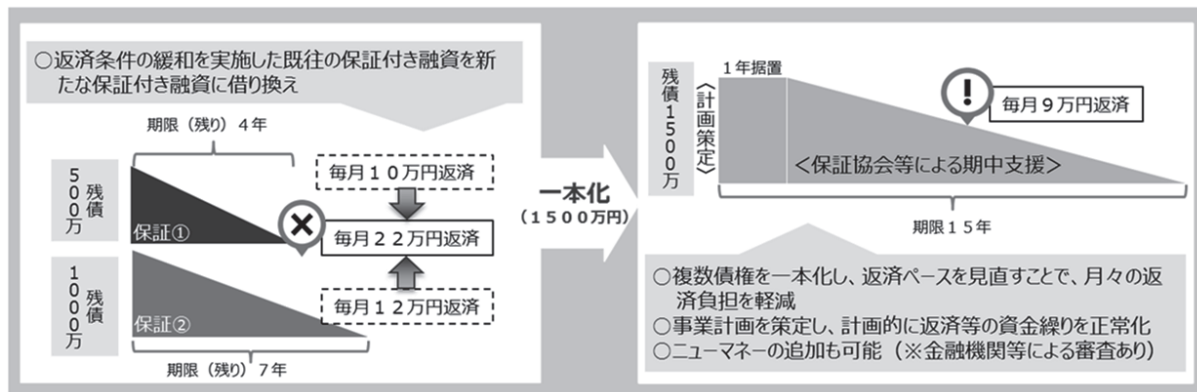 ○返済条件の緩和を実施した既往の保証付き融資を新
たな保証付き融資に借り換え
期限（残り）４年
残債
５００万
保証①
毎月１０万円返済
毎月２２万円返済
毎月１２万円返済
残債
１０００万
保証②
期限（残り）７年
一本化
（１５００万円）
残債１５００万
＜計画策定＞
１年据置
!
毎月９万円返済
＜保証協会等による期中支援＞
期限１５年
○複数債権を一本化し、返済ペースを見直すことで、月々の返
済負担を軽減
○事業計画を策定し、計画的に返済等の資金繰りを正常化
○ニューマネーの追加も可能（※金融機関等による審査あり）